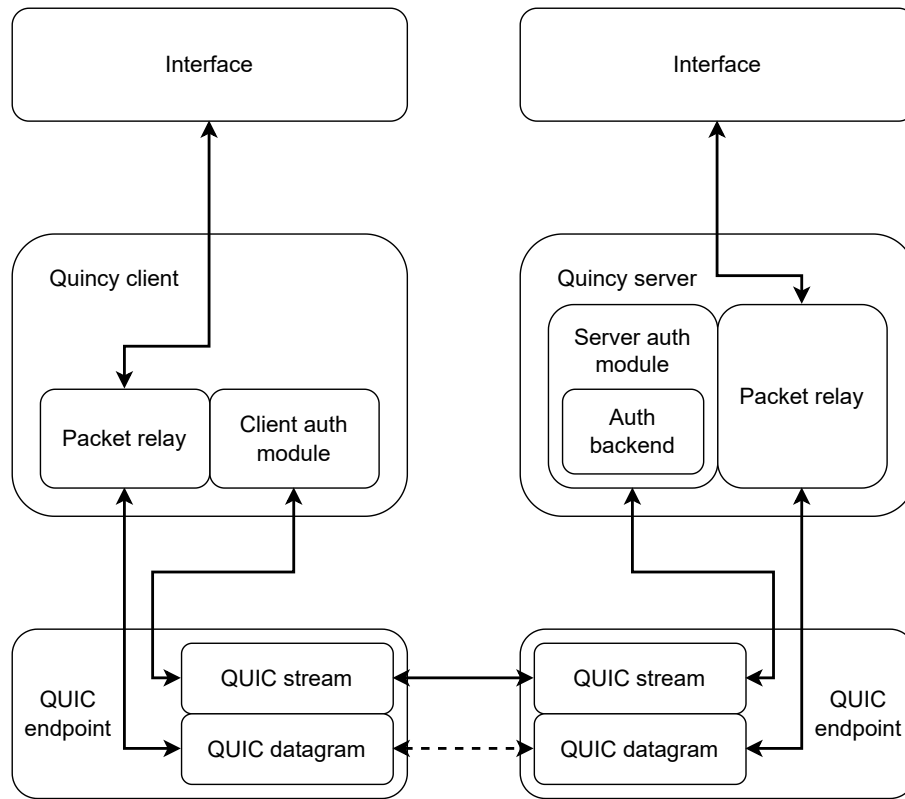 Interface
Interface
Quincy client
Packet relay
Client auth
module
Quincy server
Server auth
module
Auth
backend
Packet relay
QUIC
endpoint
QUIC stream
QUIC datagram
QUIC stream
QUIC datagram
QUIC
endpoint